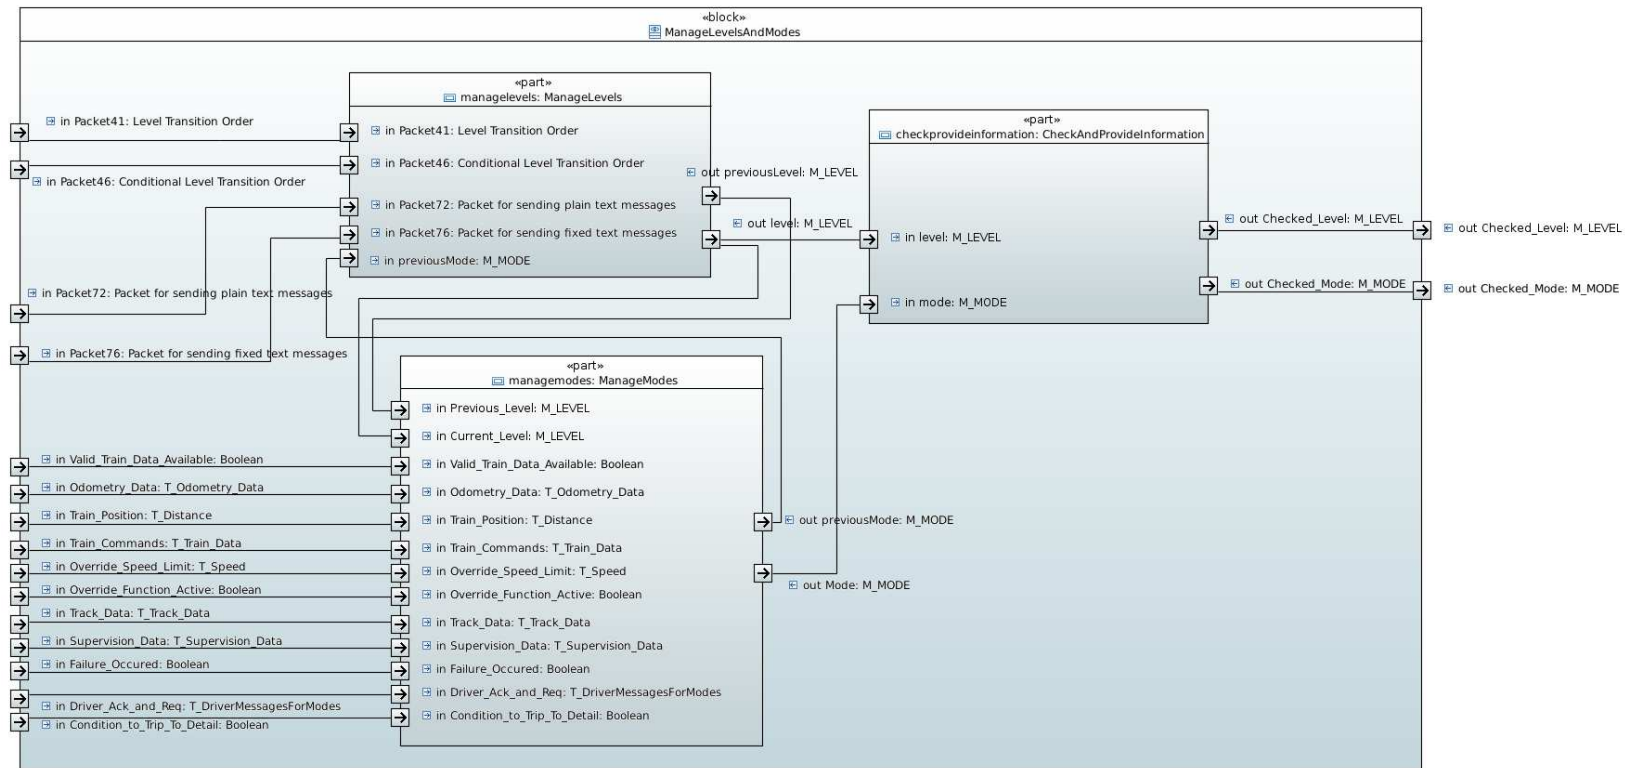 «block»
ManageLevelsAndModes
«part»
managelevels: ManageLevels
in Packet41: Level Transition Order
in Packet46: Conditional Level Transition Order
in Packet72: Packet for sending plain text messages
in Packet76: Packet for sending fixed text messages
in Packet41: Level Transition Order
in Packet46: Conditional Level Transition Order
in Packet72: Packet for sending plain text messages
in Packet76: Packet for sending fixed text messages
in previousMode: M_MODE
out previousLevel: M_LEVEL
out level: M_LEVEL
«part»
checkprovideinformation: CheckAndProvideInformation
in level: M_LEVEL
in mode: M_MODE
out Checked_Level: M_LEVEL
out Checked_Mode: M_MODE
out Checked_Level: M_LEVEL
out Checked_Mode: M_MODE
«part»
managemodes: ManageModes
in Previous_Level: M_LEVEL
in Current_Level: M_LEVEL
in Valid_Train_Data_Available: Boolean
in Odometry_Data: T_Odometry_Data
in Train_Position: T_Distance
in Train_Commands: T_Train_Data
in Override_Speed_Limit: T_Speed
in Override_Function_Active: Boolean
in Track_Data: T_Track_Data
in Supervision_Data: T_Supervision_Data
in Failure_Occured: Boolean
in Driver_Ack_and_Req: T_DriverMessagesForModes
in Condition_to_Trip_To_Detail: Boolean
in Valid_Train_Data_Available: Boolean
in Odometry_Data: T_Odometry_Data
in Train_Position: T_Distance
in Train_Commands: T_Train_Data
in Override_Speed_Limit: T_Speed
in Override_Function_Active: Boolean
in Track_Data: T_Track_Data
in Supervision_Data: T_Supervision_Data
in Failure_Occured: Boolean
in Driver_Ack_and_Req: T_DriverMessagesForModes
in Condition_to_Trip_To_Detail: Boolean
out previousMode: M_MODE
out Mode: M_MODE